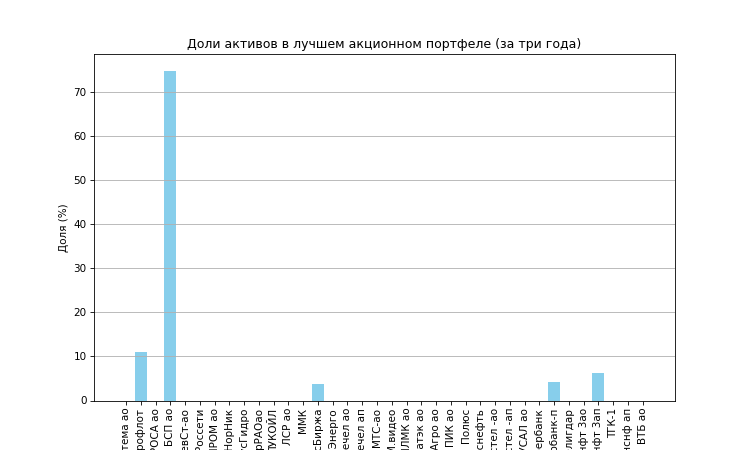 Доли активов в лучшем акционном портфеле (за три года)
Доля (%)
70
60
50
40
30
20
10
0
тема ао
рофлот
РОСА ао
БСП ао
евСт-ао
Россети
ПРОМ ао
НорНик
сГидро
рРАОао
ЛУКОЙЛ
ЛСР ао
ММК
сБиржа
Энерго
ечел ао
ечел ап
МТС-ао
М.видео
ЛМК ао
атэк ао
Агро ао
ПИК ао
Полюс
снефть
стел -ао
стел -ап
УСАЛ ао
ербанк
рбанк-п
лигдар
нфт 3ао
нфт 3ап
ТГК-1
нснф ап
ВТБ ао